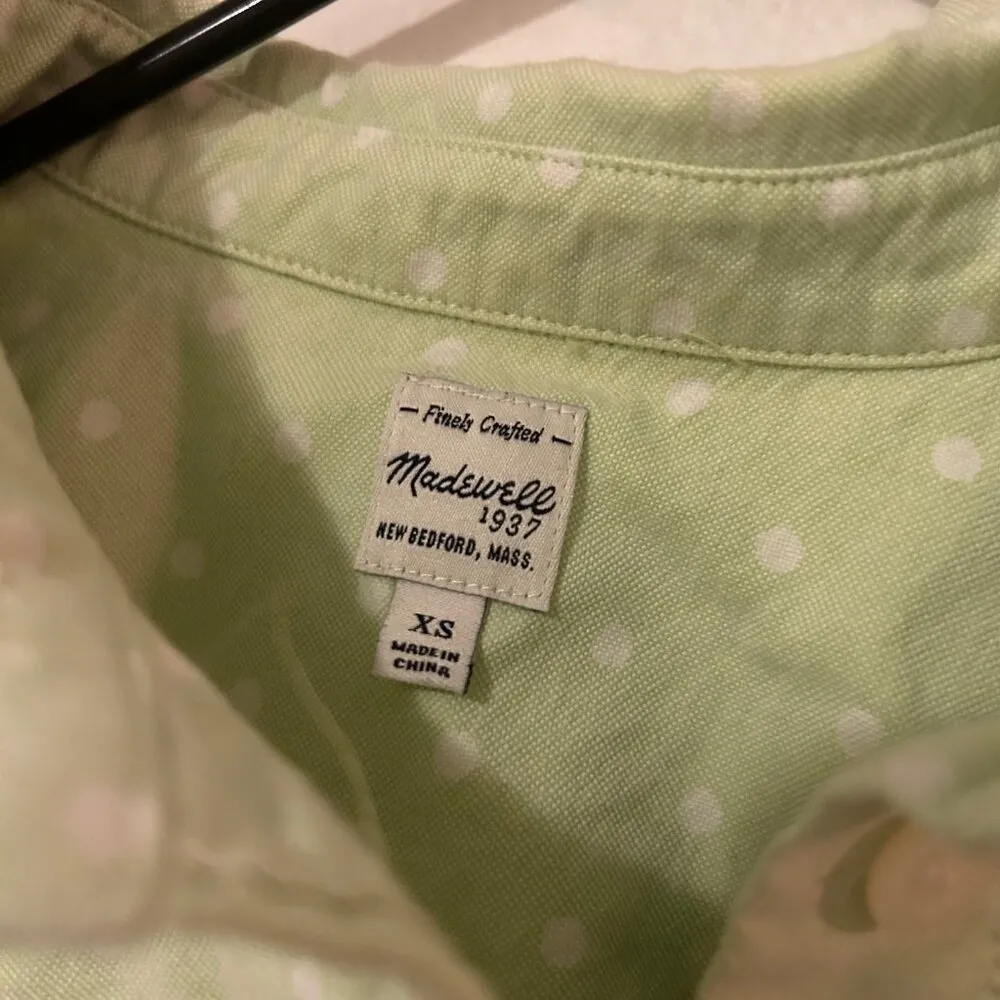 — Finely Crafted —
Madewell
1937
NEW BEDFORD, MASS.
XS
MADE IN
CHINA